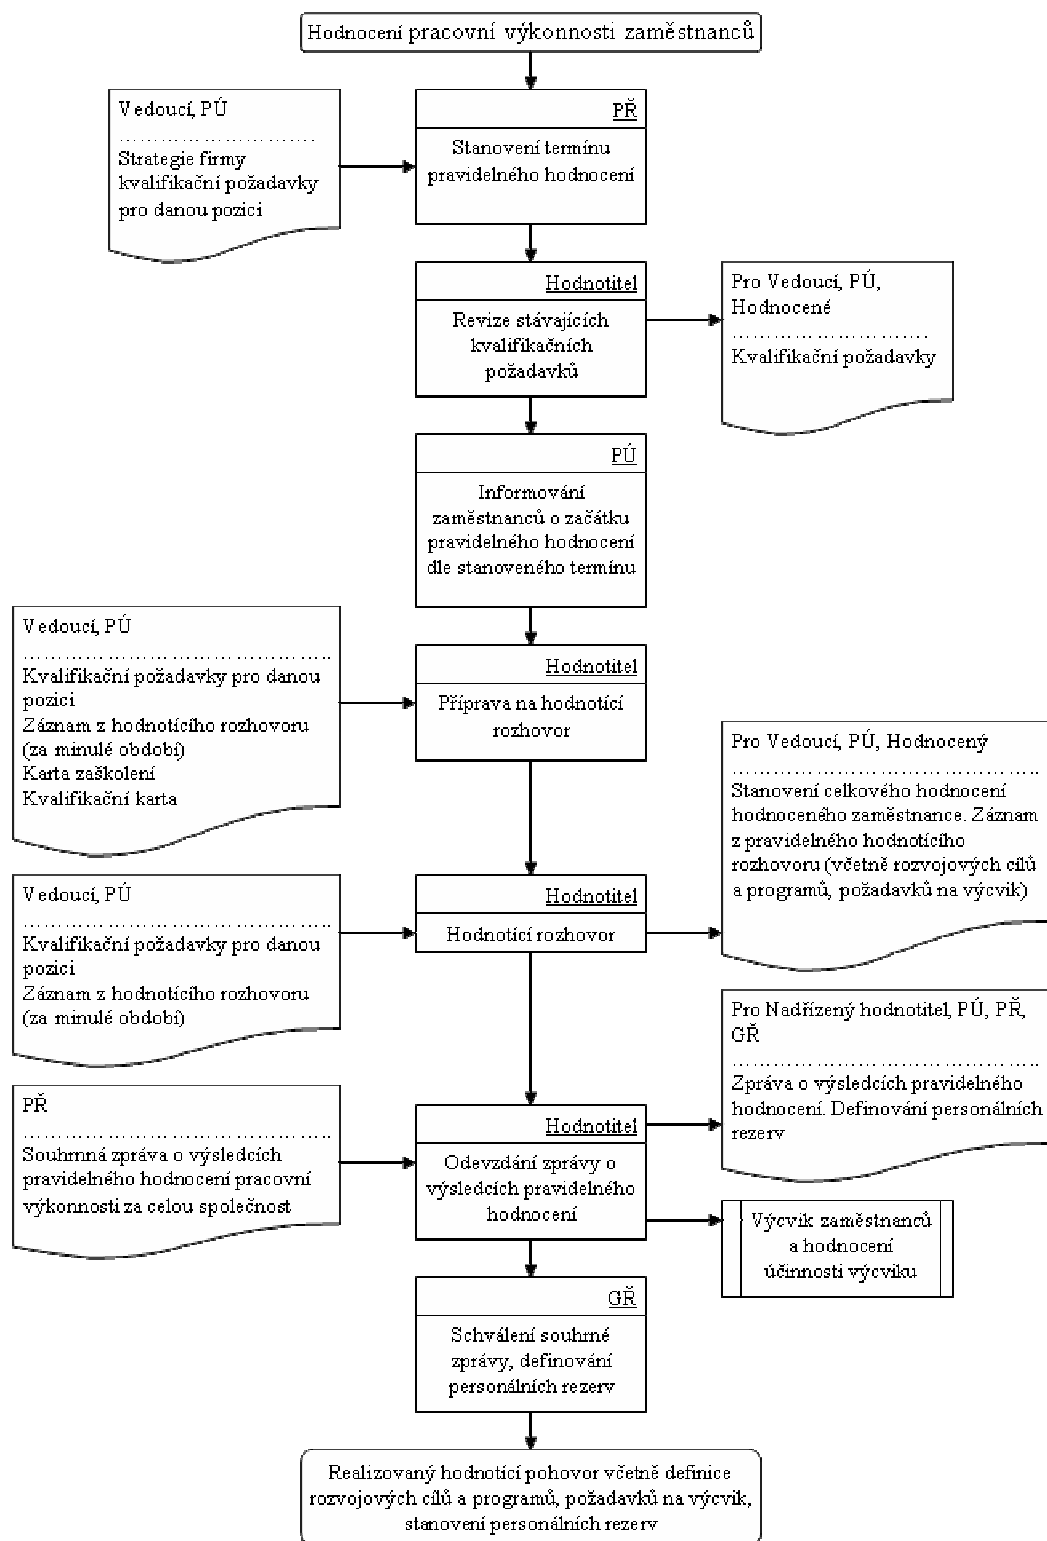 Hodnocení pracovní výkonnosti zaměstnanců
Vedoucí, PÚ
Strategie firmy
kvalifikační požadavky
pro danou pozici
PŘ
Stanovení termínu
pravidelného hodnocení
Hodnotitel
Revize stávajících
kvalifikačních
požadavků
Pro Vedoucí, PÚ,
Hodnocené
Kvalifikační požadavky
PÚ
Informování
zaměstnanců o začátku
pravidelného hodnocení
dle stanoveného termínu
Vedoucí, PÚ
Kvalifikační požadavky pro danou
pozici
Záznam z hodnotícího rozhovoru
(za minulé období)
Karta zaškolení
Kvalifikační karta
Hodnotitel
Příprava na hodnotící
rozhovor
Pro Vedoucí, PÚ, Hodnocený
Stanovení celkového hodnocení
hodnoceného zaměstnance. Záznam
z pravidelného hodnotícího
rozhovoru (včetně rozvojových cílů
a programů, požadavků na výcvik)
Vedoucí, PÚ
Kvalifikační požadavky pro danou
pozici
Záznam z hodnotícího rozhovoru
(za minulé období)
Hodnotitel
Hodnotící rozhovor
Pro Nadřízený hodnotitel, PÚ, PŘ,
GŘ
Zpráva o výsledcích pravidelného
hodnocení. Definování personálních
rezerv
PŘ
Souhrnná zpráva o výsledcích
pravidelného hodnocení pracovní
výkonnosti za celou společnost
Hodnotitel
Odevzdání zprávy o
výsledcích pravidelného
hodnocení
Výcvik zaměstnanců
a hodnocení
účinnosti výcviku
GŘ
Schválení souhrné
zprávy, definování
personálních rezerv
Realizovaný hodnotící pohovor včetně definice
rozvojových cílů a programů, požadavků na výcvik,
stanovení personálních rezerv